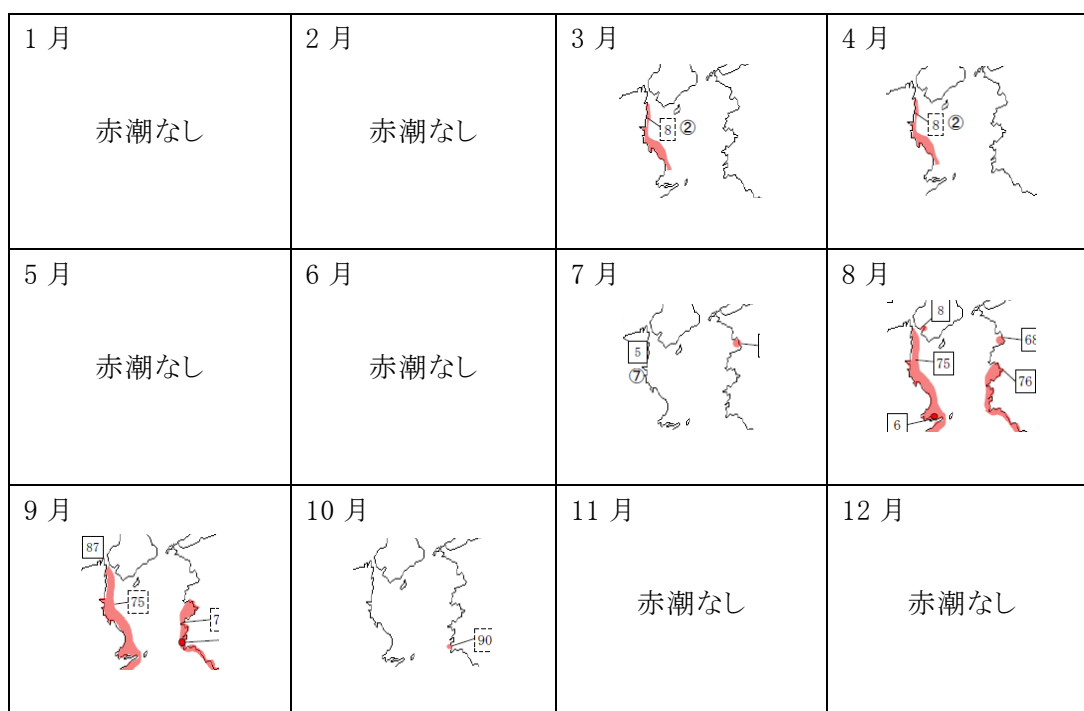 1 月
赤潮なし
2 月
赤潮なし
3 月
8 ②
4 月
8 ②
5 月
赤潮なし
6 月
赤潮なし
7 月
5
⑦
8 月
8
68
75
76
6
9 月
87
75
7
10 月
90
11 月
赤潮なし
12 月
赤潮なし